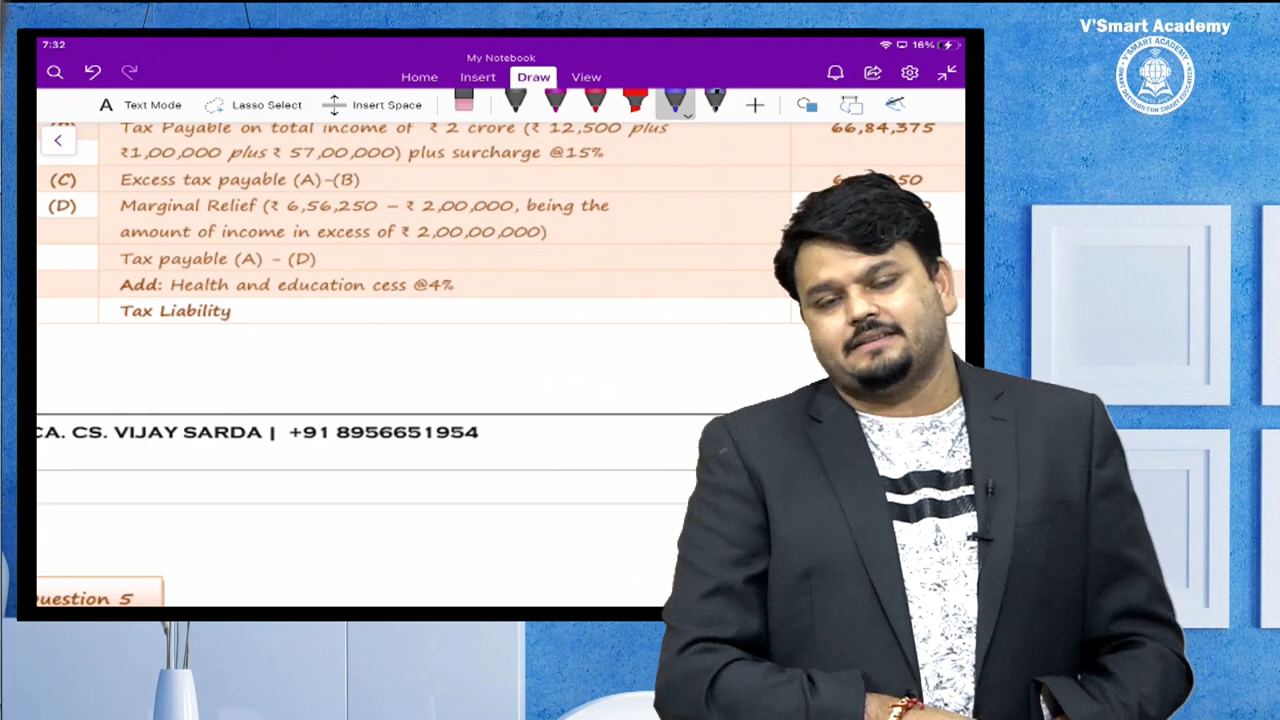 V'Smart Academy
7:32
16%
My Notebook
Home Insert Draw View
A Text Mode Lasso Select Insert Space
Tax Payable on total income of ₹ 2 crore (₹ 12,500 plus 66,84,375
₹1,00,000 plus ₹ 57,00,000) plus surcharge @15%
(C) Excess tax payable (A)-(B)
(D) Marginal Relief (₹ 6,56,250 – ₹ 2,00,000, being the
amount of income in excess of ₹ 2,00,00,000)
Tax payable (A) - (D)
Add: Health and education cess @4%
Tax Liability
CA. CS. VIJAY SARDA | +91 8956651954
Question 5